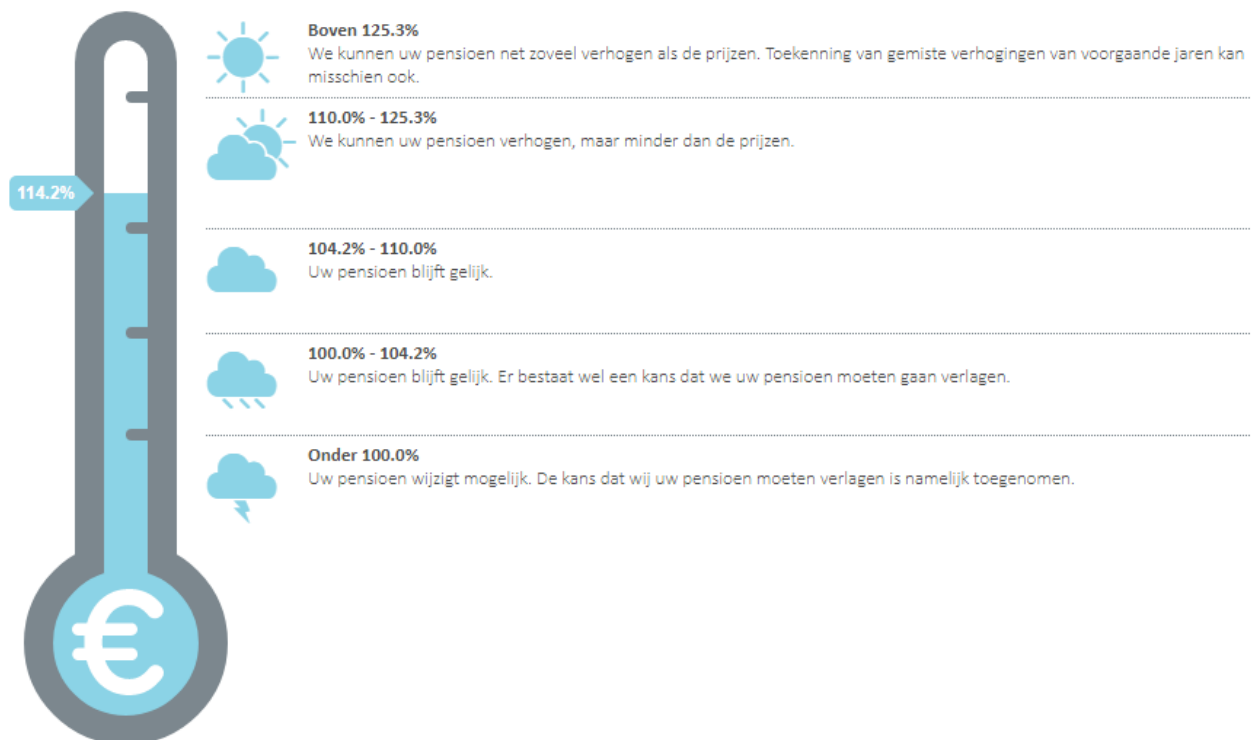 Boven 125.3%
We kunnen uw pensioen net zoveel verhogen als de prijzen. Toekenning van gemiste verhogingen van voorgaande jaren kan
misschien ook.
110.0% - 125.3%
We kunnen uw pensioen verhogen, maar minder dan de prijzen.
114.2%
104.2% - 110.0%
Uw pensioen blijft gelijk.
100.0% - 104.2%
Uw pensioen blijft gelijk. Er bestaat wel een kans dat we uw pensioen moeten gaan verlagen.
Onder 100.0%
Uw pensioen wijzigt mogelijk. De kans dat wij uw pensioen moeten verlagen is namelijk toegenomen.
€